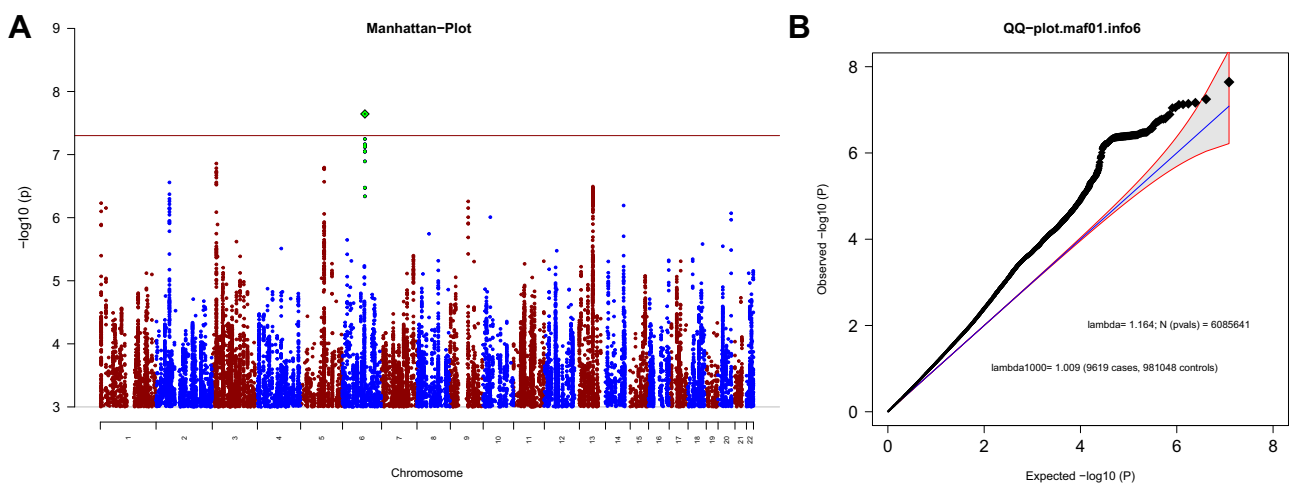 A
Manhattan−Plot
9
8
7
6
5
4
3
−log10 (p)
1 2 3 4 5 6 7 8 9 10 11 12 13 14 15 16 17 18 19 20 21 22
Chromosome
B
QQ−plot.maf01.info6
8
6
4
2
0
Observed −log10 (P)
lambda= 1.164; N (pvals) = 6085641
lambda1000= 1.009 (9619 cases, 981048 controls)
0 2 4 6 8
Expected −log10 (P)